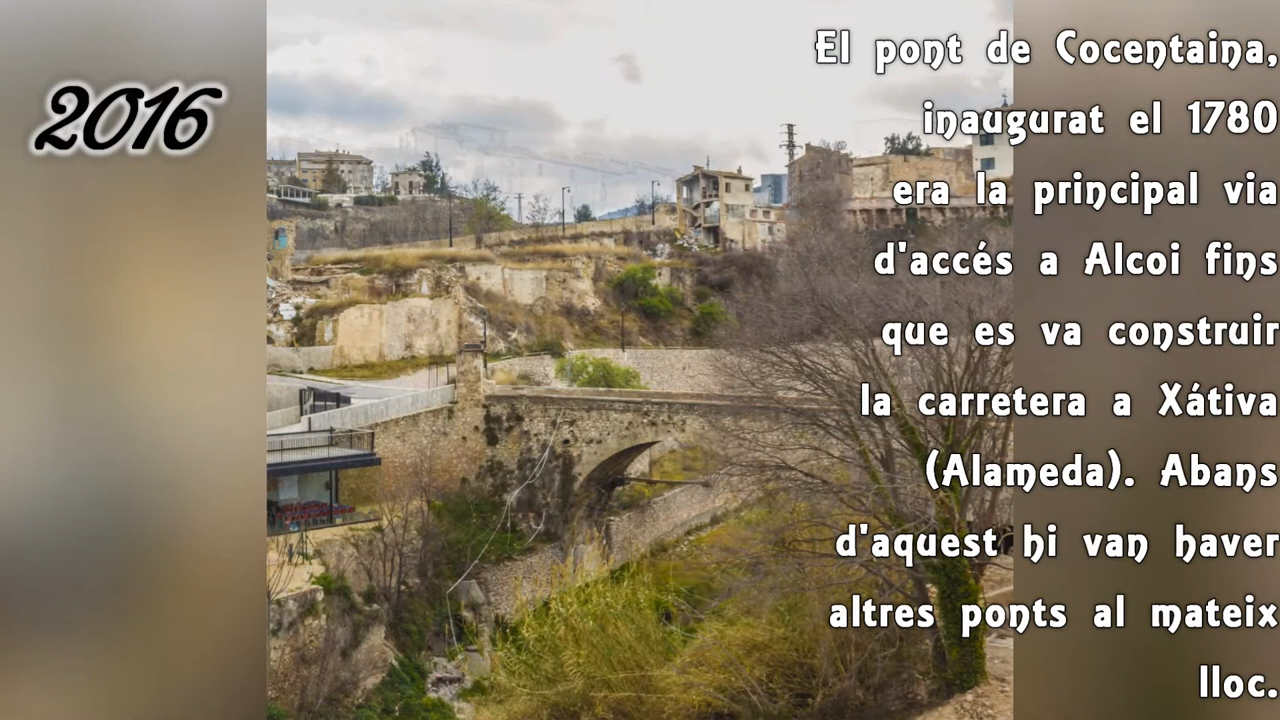 2016
El pont de Cocentaina,
inaugurat el 1780
era la principal via
d'accés a Alcoi fins
que es va construir
la carretera a Xátiva
(Alameda). Abans
d'aquest hi van haver
altres ponts al mateix
lloc.